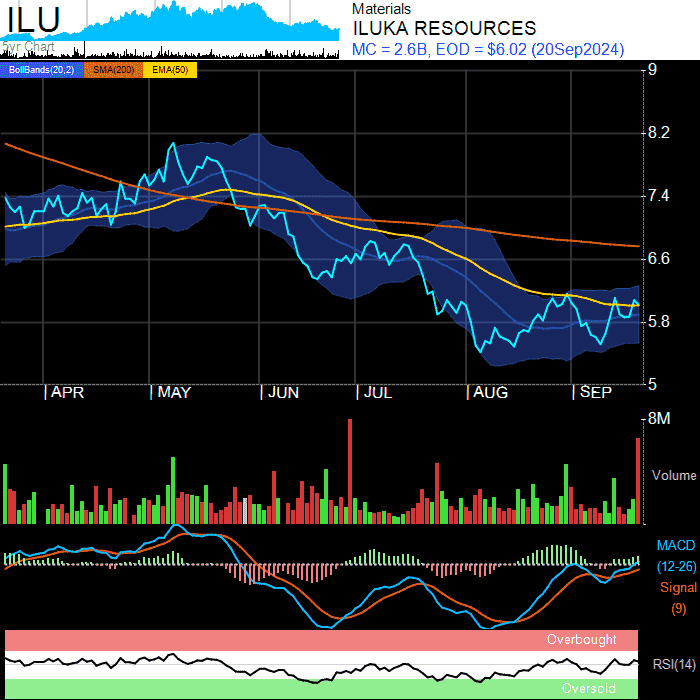 ILU
5yr Chart
Materials
ILUKA RESOURCES
MC = 2.6B, EOD = $6.02 (20Sep2024)
BollBands(20,2) SMA(200) EMA(50)
9
8.2
7.4
6.6
5.8
5
APR MAY JUN JUL AUG SEP
8M
Volume
MACD
(12-26)
Signal
(9)
Overbought
RSI(14)
Oversold